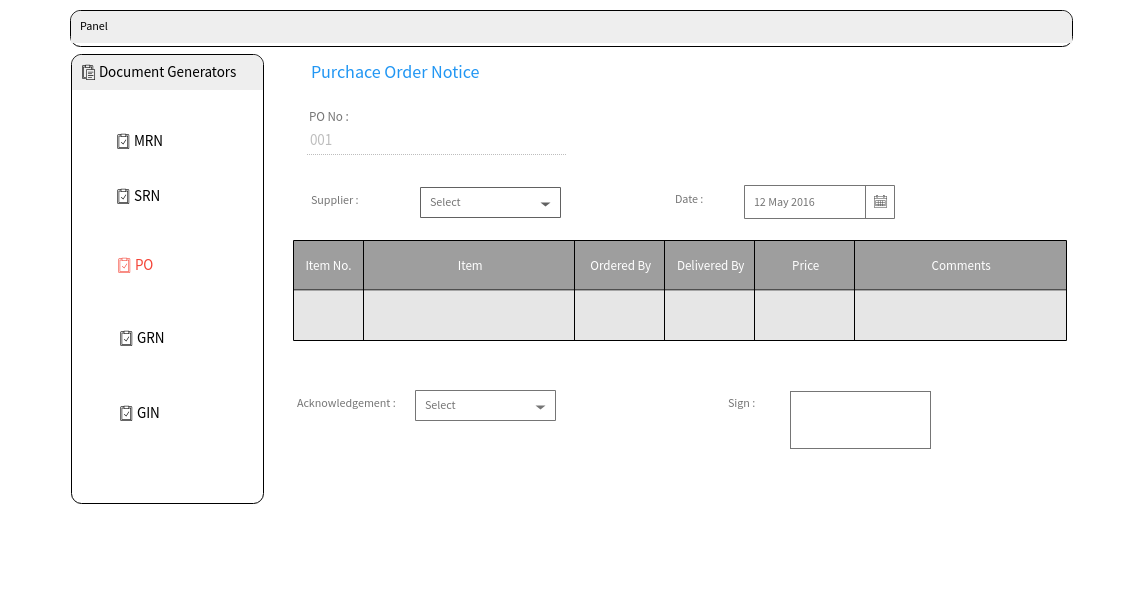 Panel
Document Generators
MRN
SRN
PO
GRN
GIN
Purchace Order Notice
PO No :
001
Supplier :
Select
Date :
12 May 2016
Item No. Item Ordered By Delivered By Price Comments
Acknowledgement :
Select
Sign :